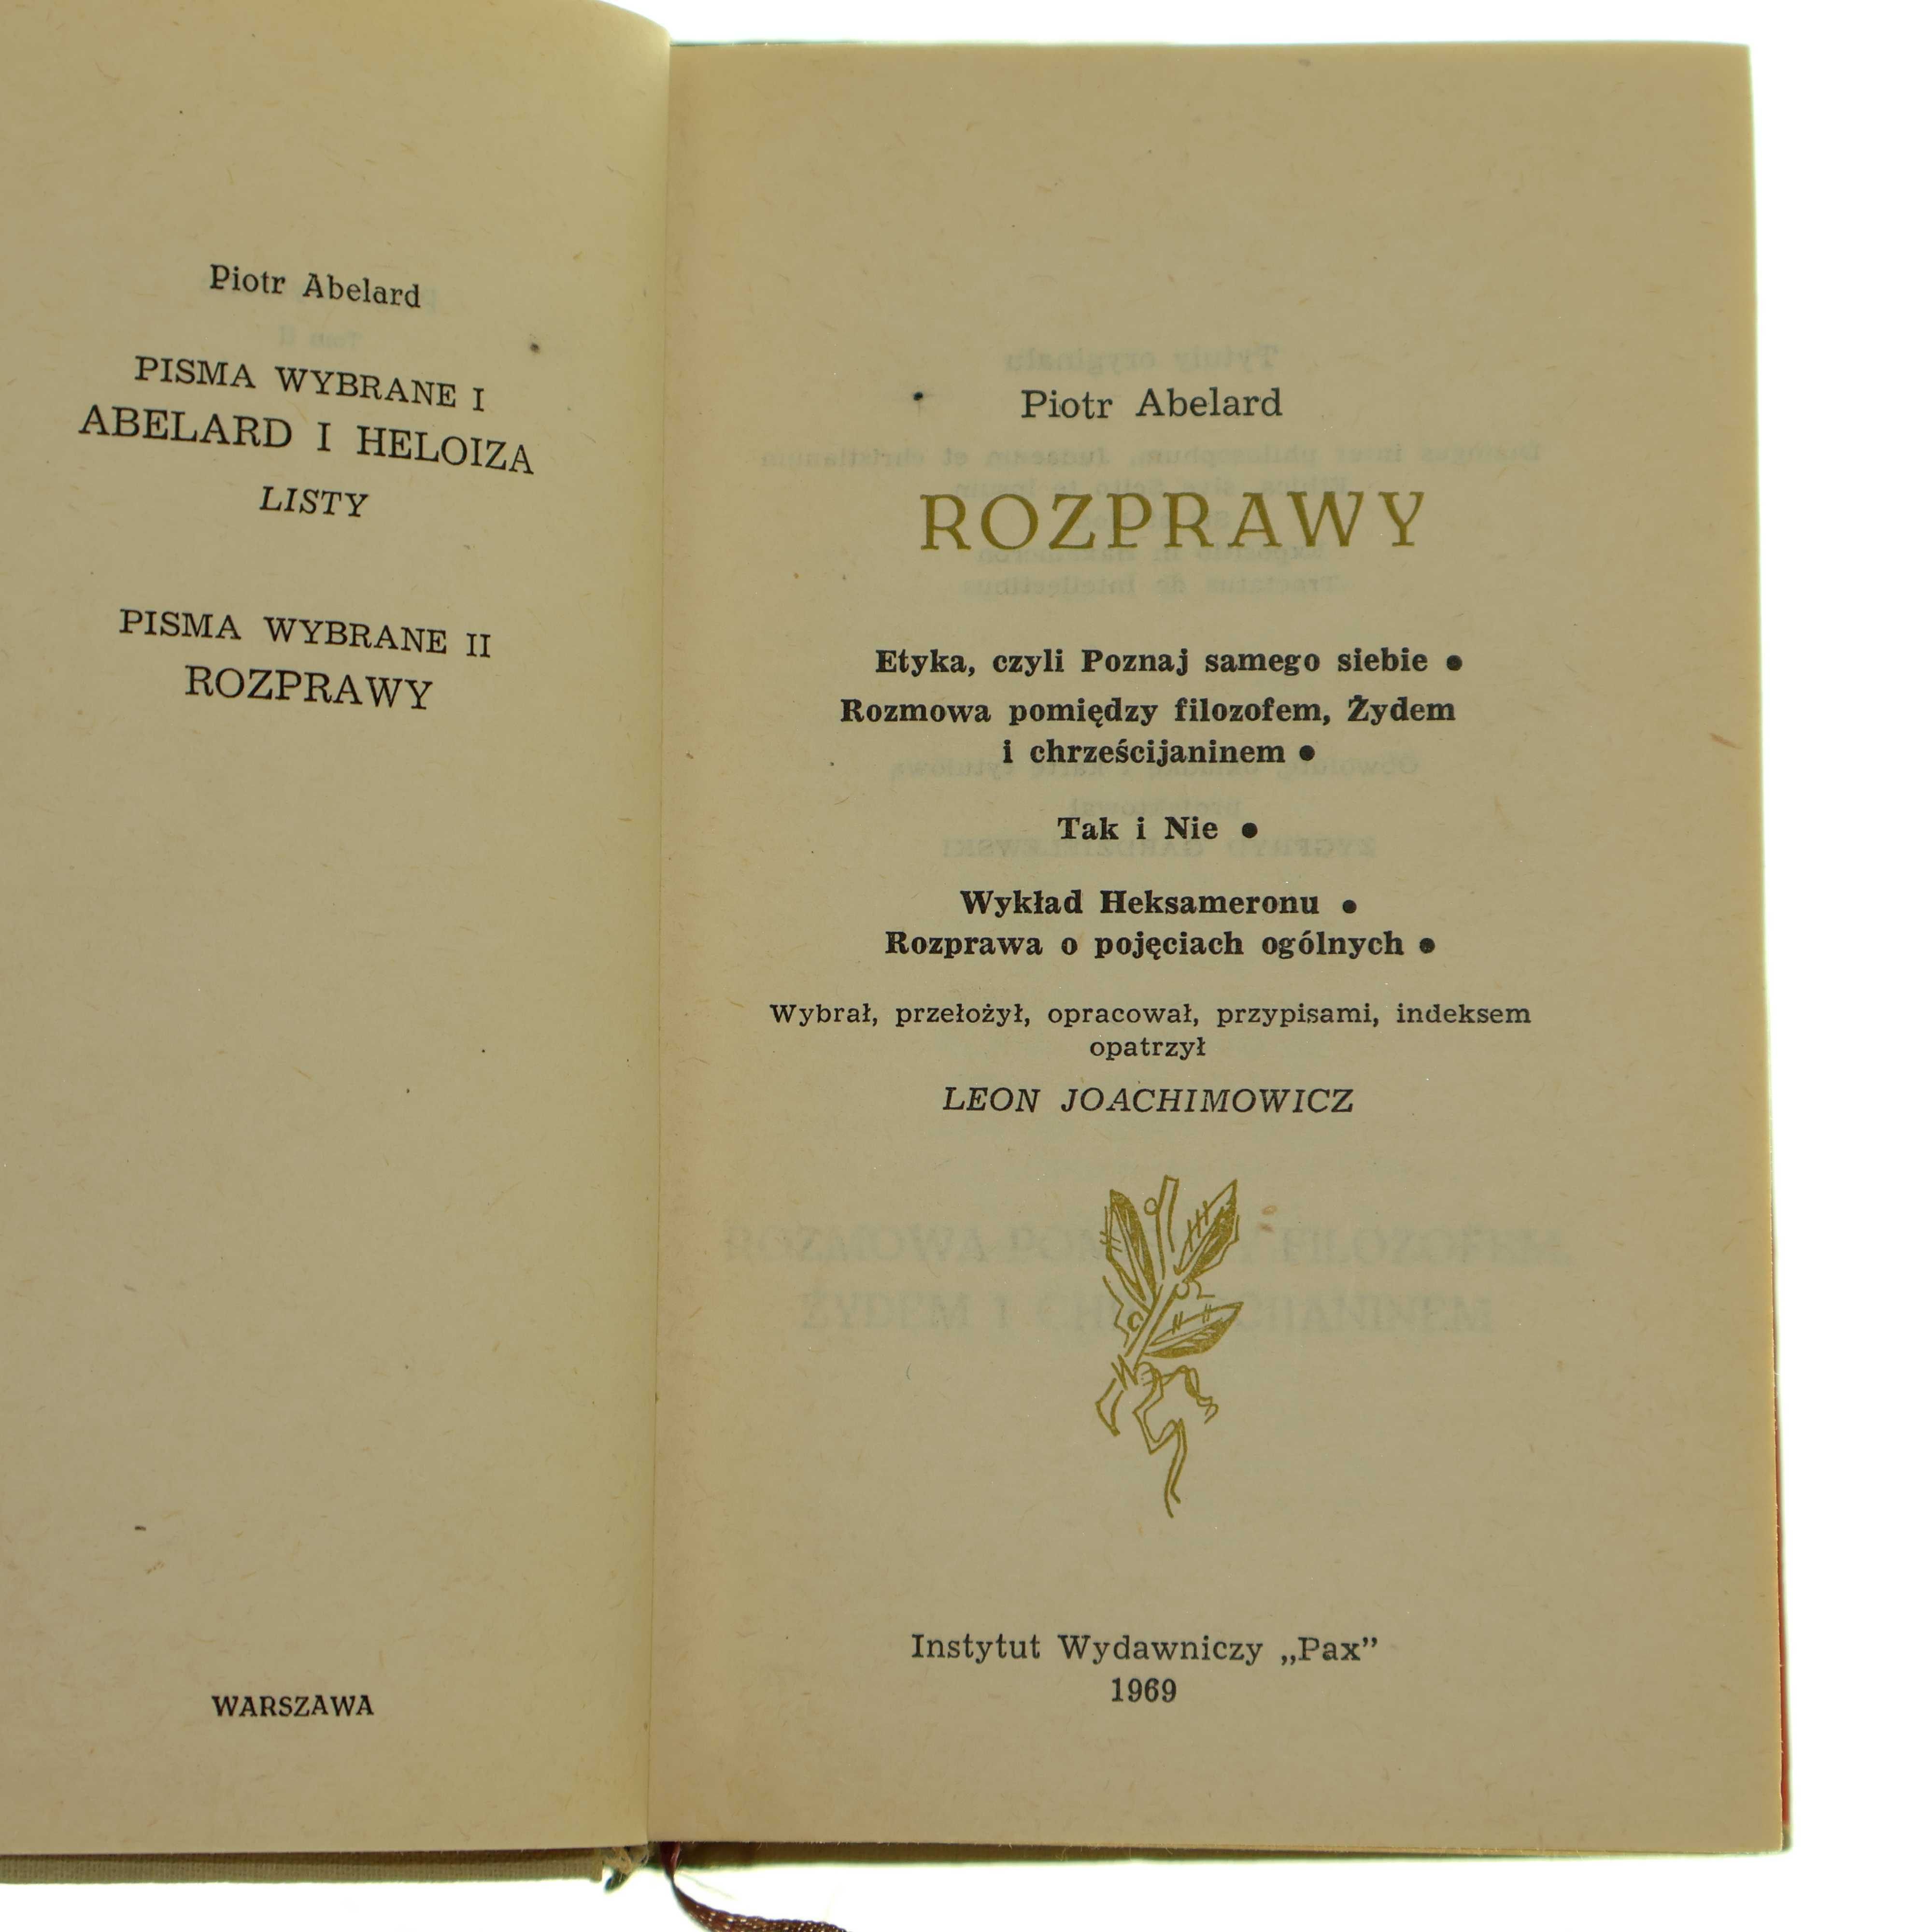 Piotr Abelard
PISMA WYBRANE I
ABELARD I HELOIZA
LISTY
PISMA WYBRANE II
ROZPRAWY
WARSZAWA
Piotr Abelard
ROZPRAWY
Etyka, czyli Poznaj samego siebie •
Rozmowa pomiędzy filozofem, Żydem
i chrześcijaninem •
Tak i Nie •
Wykład Heksameronu •
Rozprawa o pojęciach ogólnych •
Wybrał, przełożył, opracował, przypisami, indeksem
opatrzył
LEON JOACHIMOWICZ
Instytut Wydawniczy „Pax”
1969